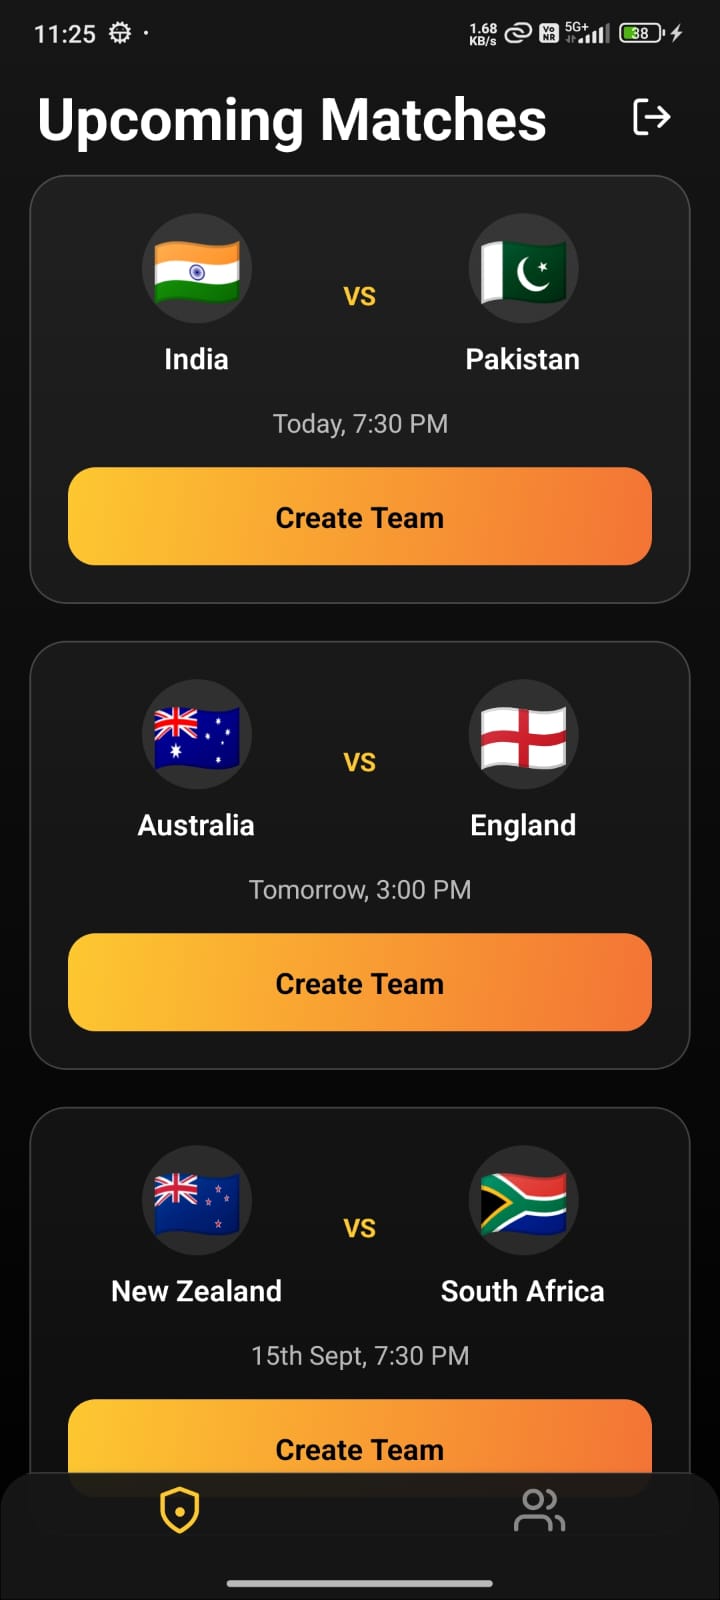 11:25
1.68
KB/s
Vo
NR
5G+
38
Upcoming Matches
VS
India
Pakistan
Today, 7:30 PM
Create Team
VS
Australia
England
Tomorrow, 3:00 PM
Create Team
VS
New Zealand
South Africa
15th Sept, 7:30 PM
Create Team